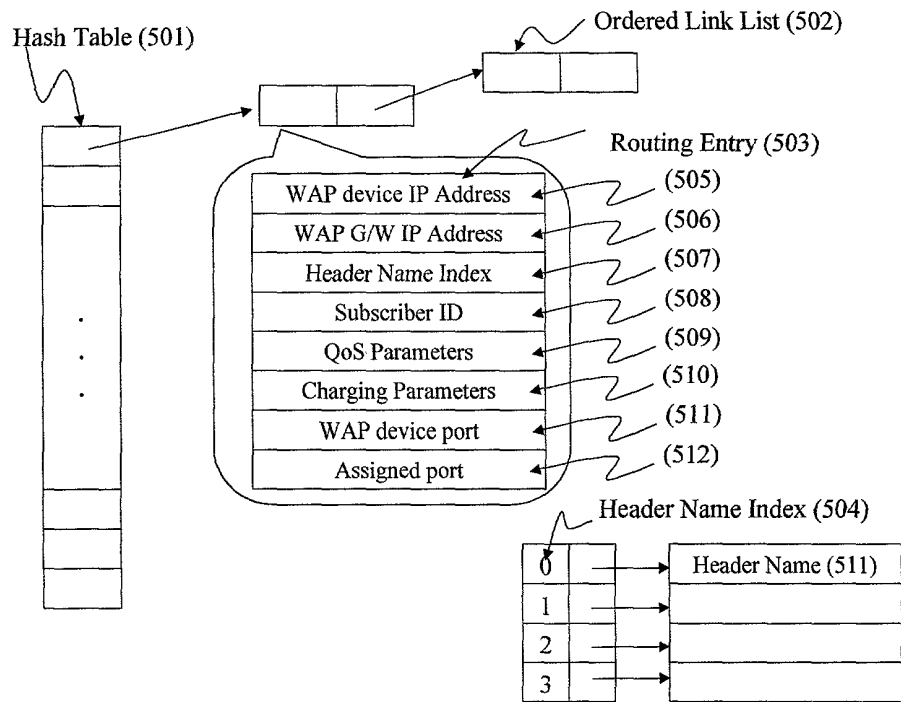 Hash Table (501)
Ordered Link List (502)
Routing Entry (503)
WAP device IP Address (505)
WAP G/W IP Address (506)
Header Name Index (507)
Subscriber ID (508)
QoS Parameters (509)
Charging Parameters (510)
WAP device port (511)
Assigned port (512)
Header Name Index (504)
0 Header Name (511)
1
2
3